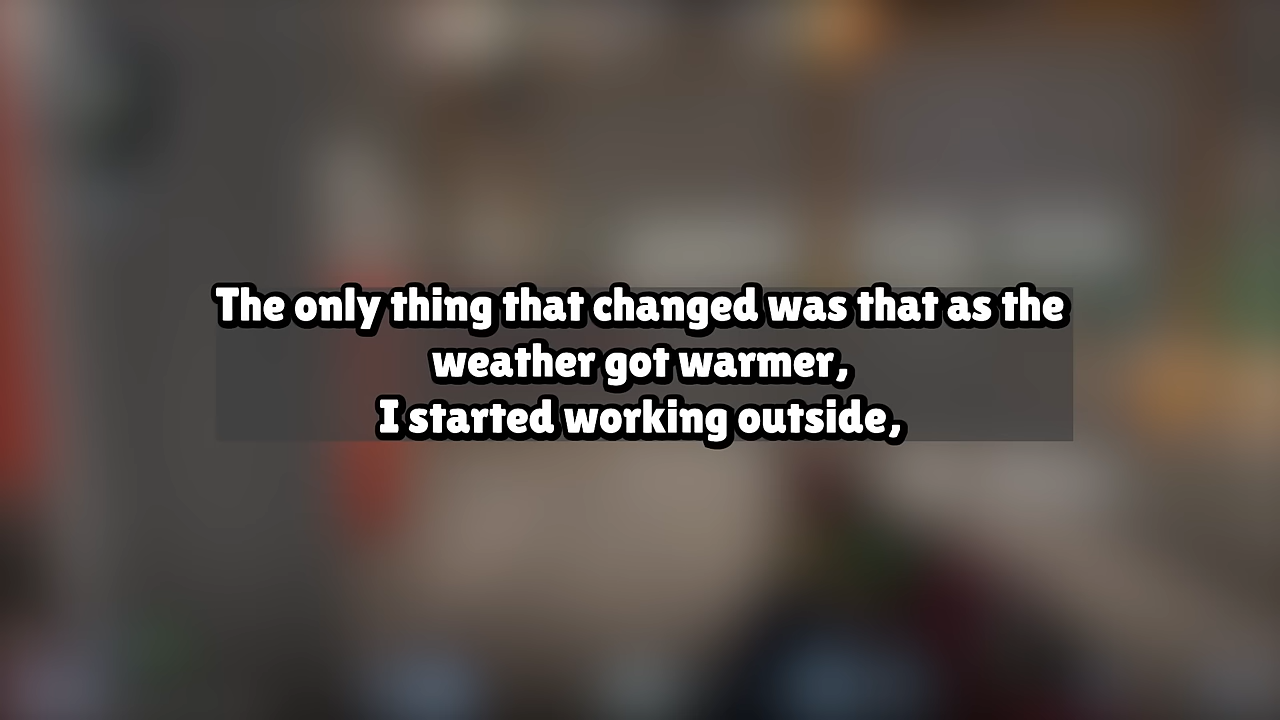 The only thing that changed was that as the
weather got warmer,
I started working outside,